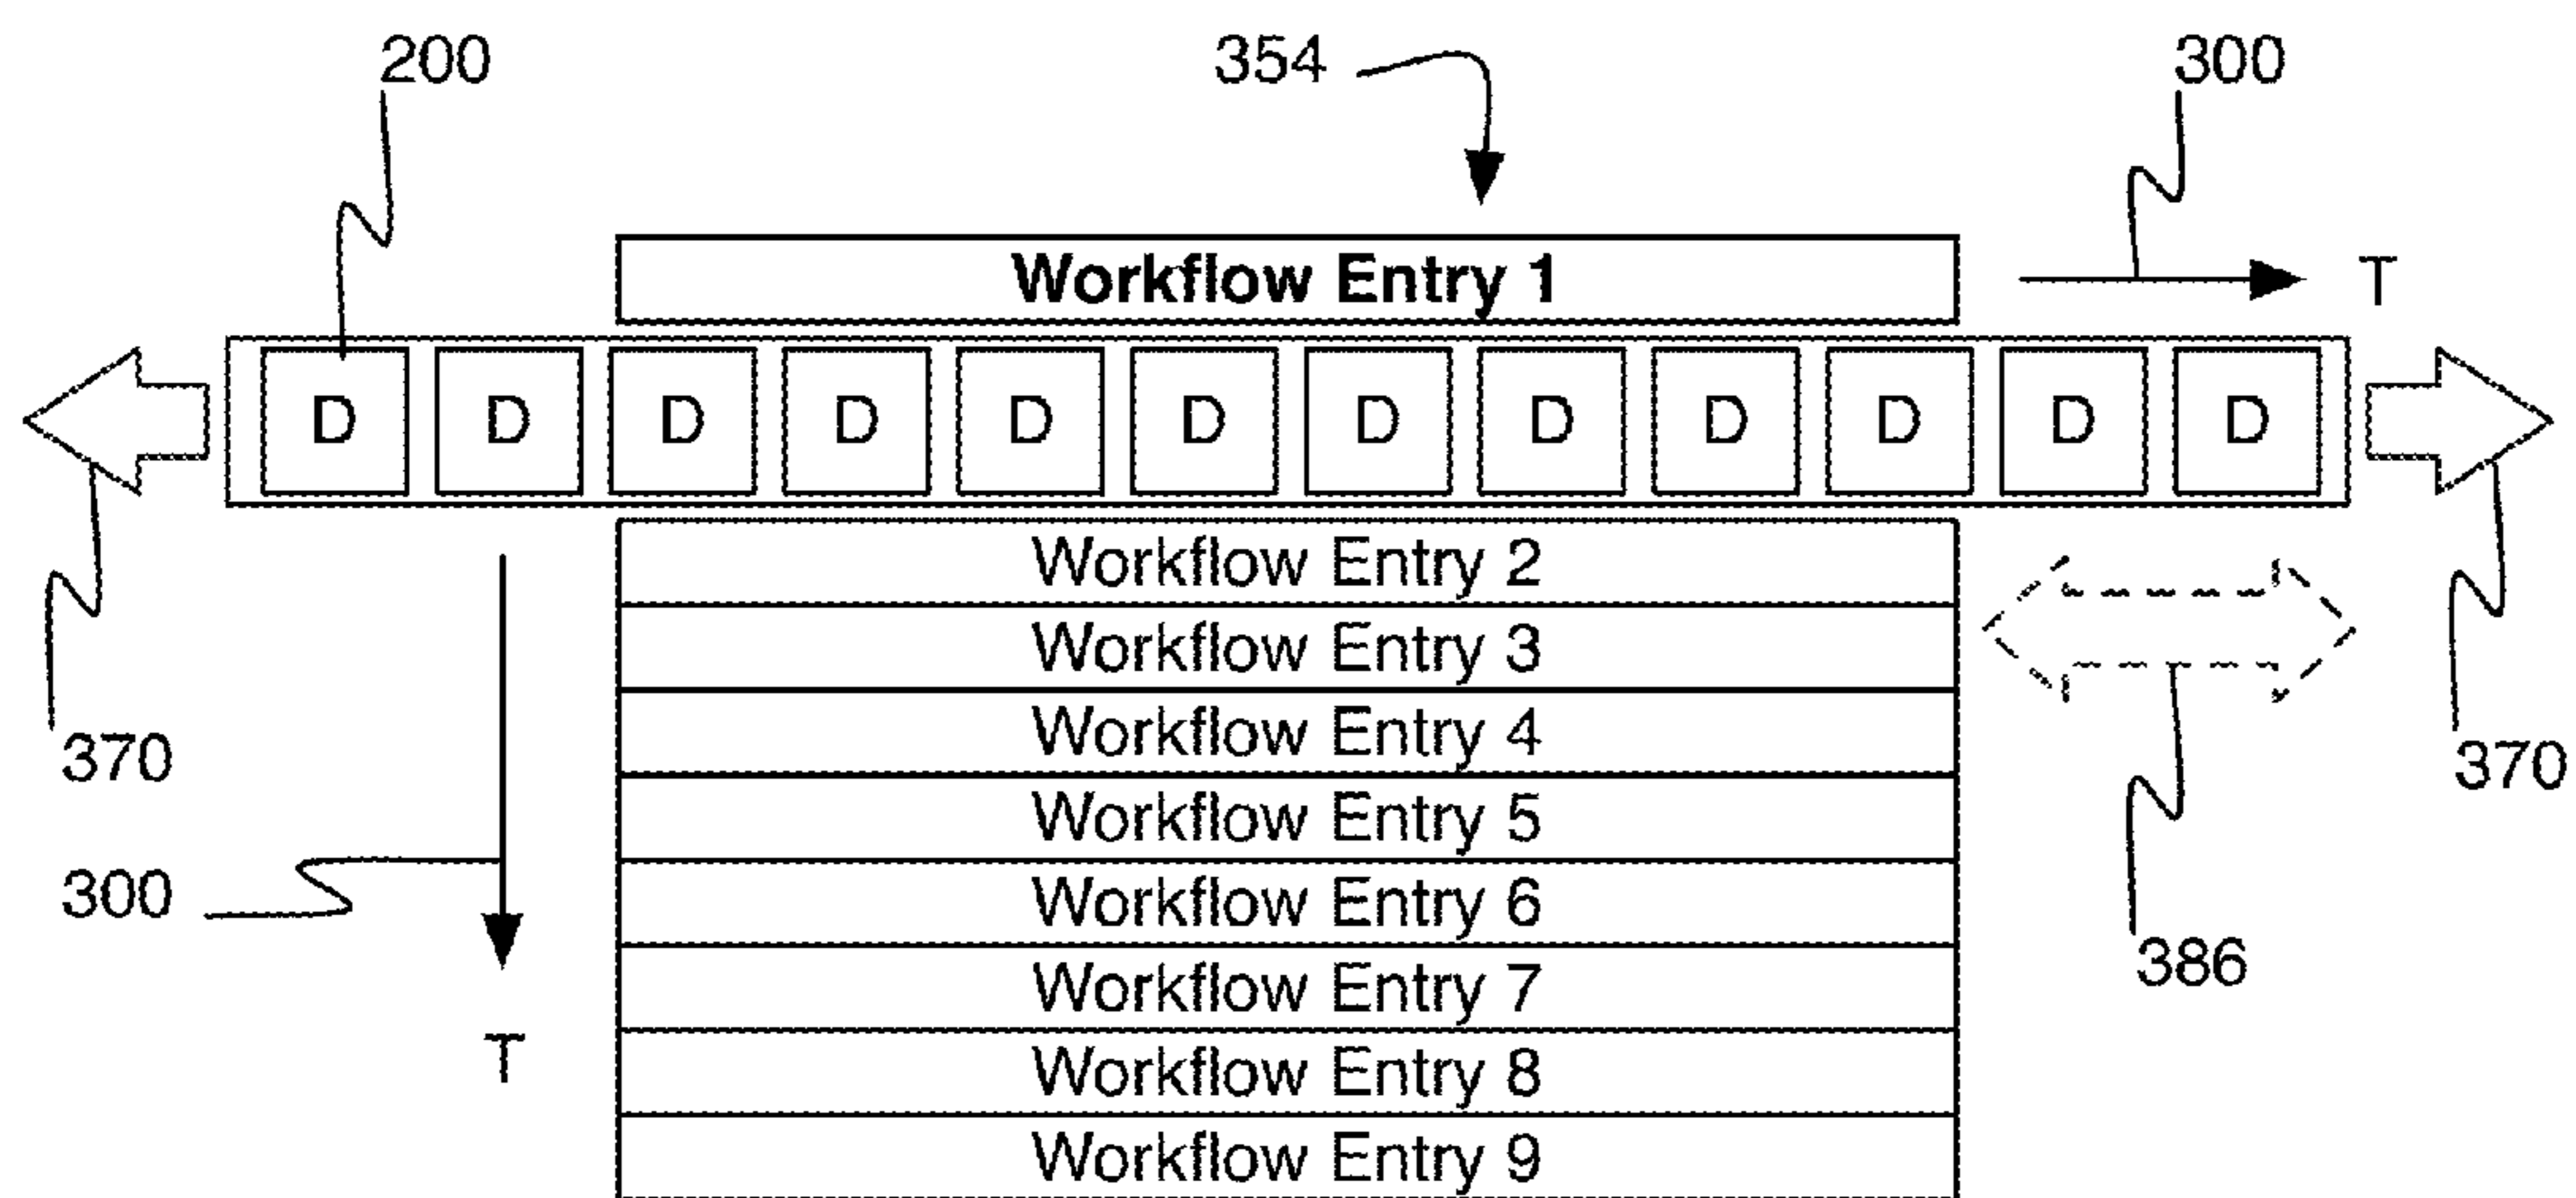 200 354 300
Workflow Entry 1 T
D D D D D D D D D D D D
Workflow Entry 2
Workflow Entry 3
Workflow Entry 4
370 370
Workflow Entry 5
300 Workflow Entry 6
386
Workflow Entry 7
T Workflow Entry 8
Workflow Entry 9